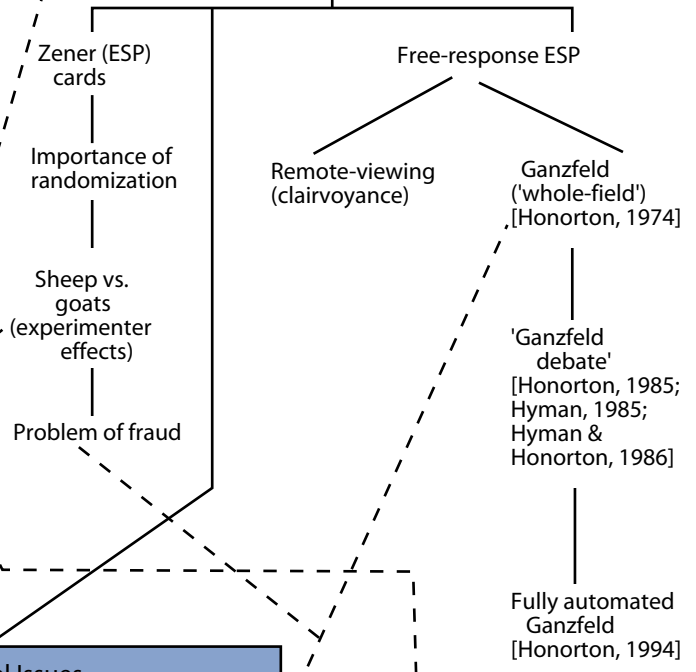 Zener (ESP)
cards
Importance of
randomization
Sheep vs.
goats
(experimenter
effects)
Problem of fraud
Free-response ESP
Remote-viewing
(clairvoyance)
Ganzfeld
('whole-field')
[Honorton, 1974]
'Ganzfeld
debate'
[Honorton, 1985;
Hyman, 1985;
Hyman &
Honorton, 1986]
Fully automated
Ganzfeld
[Honorton, 1994]
Issues